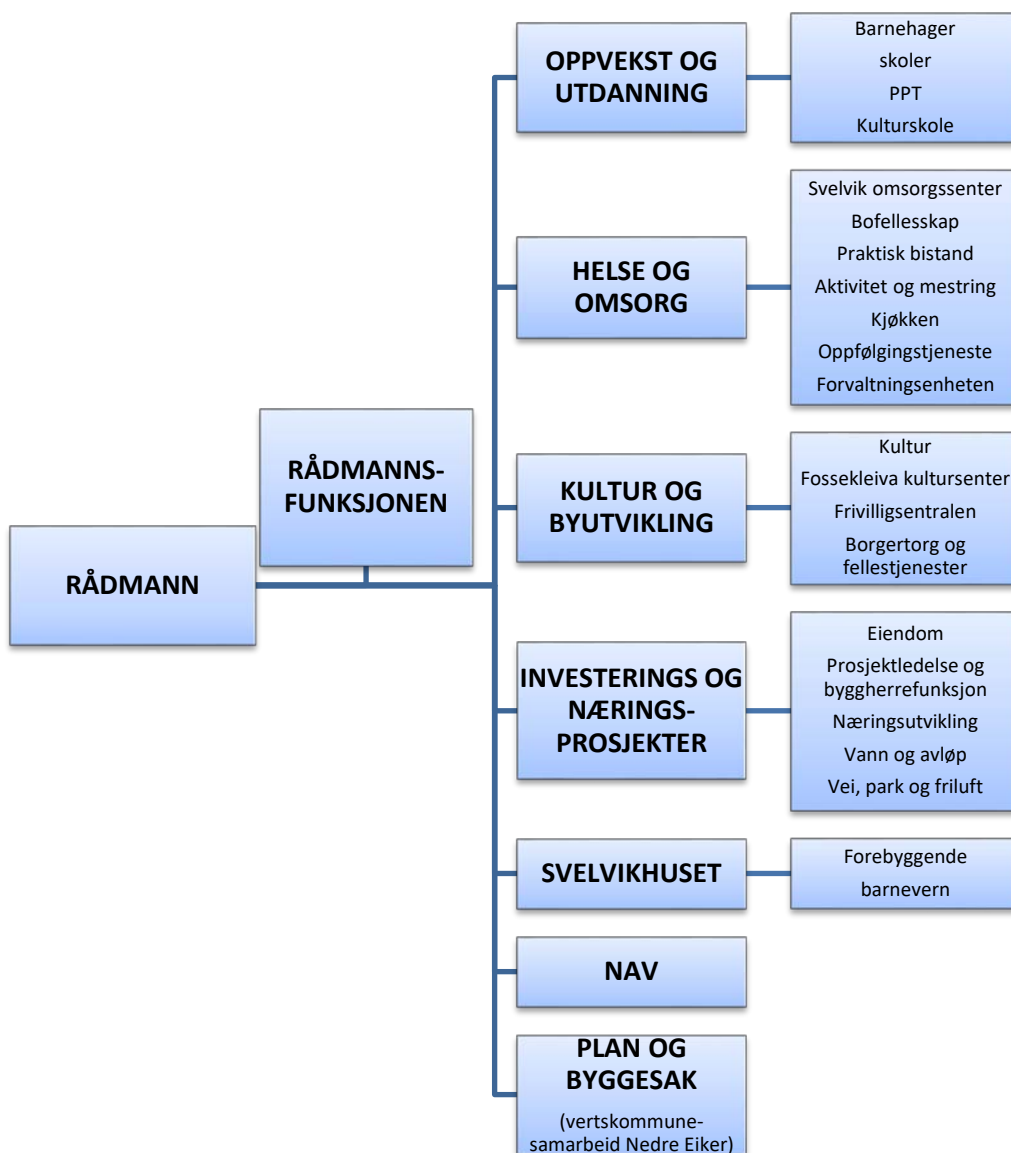 RÅDMANN
RÅDMANNS-
FUNKSJONEN
OPPVEKST OG
UTDANNING
Barnehager
skoler
PPT
Kulturskole
HELSE OG
OMSORG
Svelvik omsorgssenter
Bofellesskap
Praktisk bistand
Aktivitet og mestring
Kjøkken
Oppfølgingstjeneste
Forvaltningsenheten
KULTUR OG
BYUTVIKLING
Kultur
Fossekleiva kultursenter
Frivilligsentralen
Borgertorg og
fellestjenester
INVESTERINGS OG
NÆRINGS-
PROSJEKTER
Eiendom
Prosjektledelse og
byggherrefunksjon
Næringsutvikling
Vann og avløp
Vei, park og friluft
SVELVIKHUSET
Forebyggende
barnevern
NAV
PLAN OG
BYGGESAK
(vertskommune-
samarbeid Nedre Eiker)